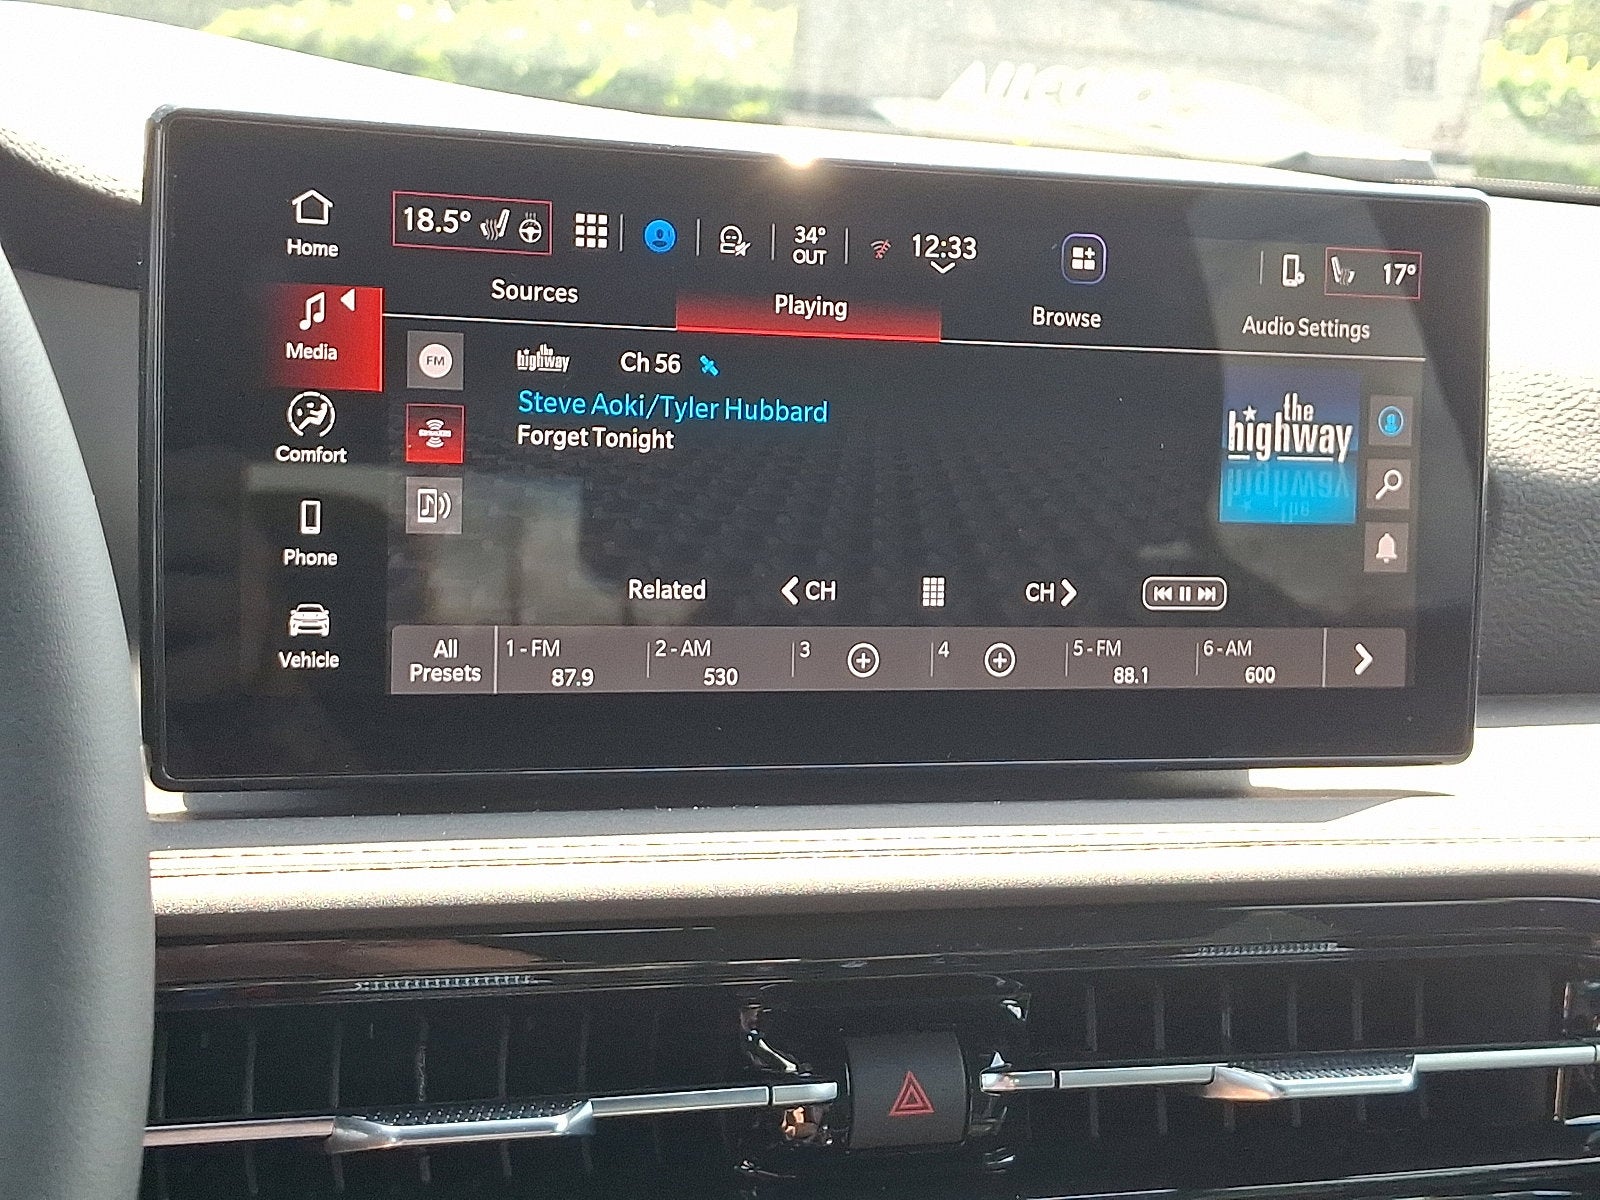 Allegro
Home
18.5°
34°
OUT
12:33
17°
Media
Sources
Playing
Browse
Audio Settings
FM
the
highway
Ch 56
Steve Aoki/Tyler Hubbard
Forget Tonight
the
highway
Comfort
Phone
Related
CH
CH
Vehicle
All
Presets
1 - FM
87.9
2 - AM
530
3
4
5 - FM
88.1
6 - AM
600